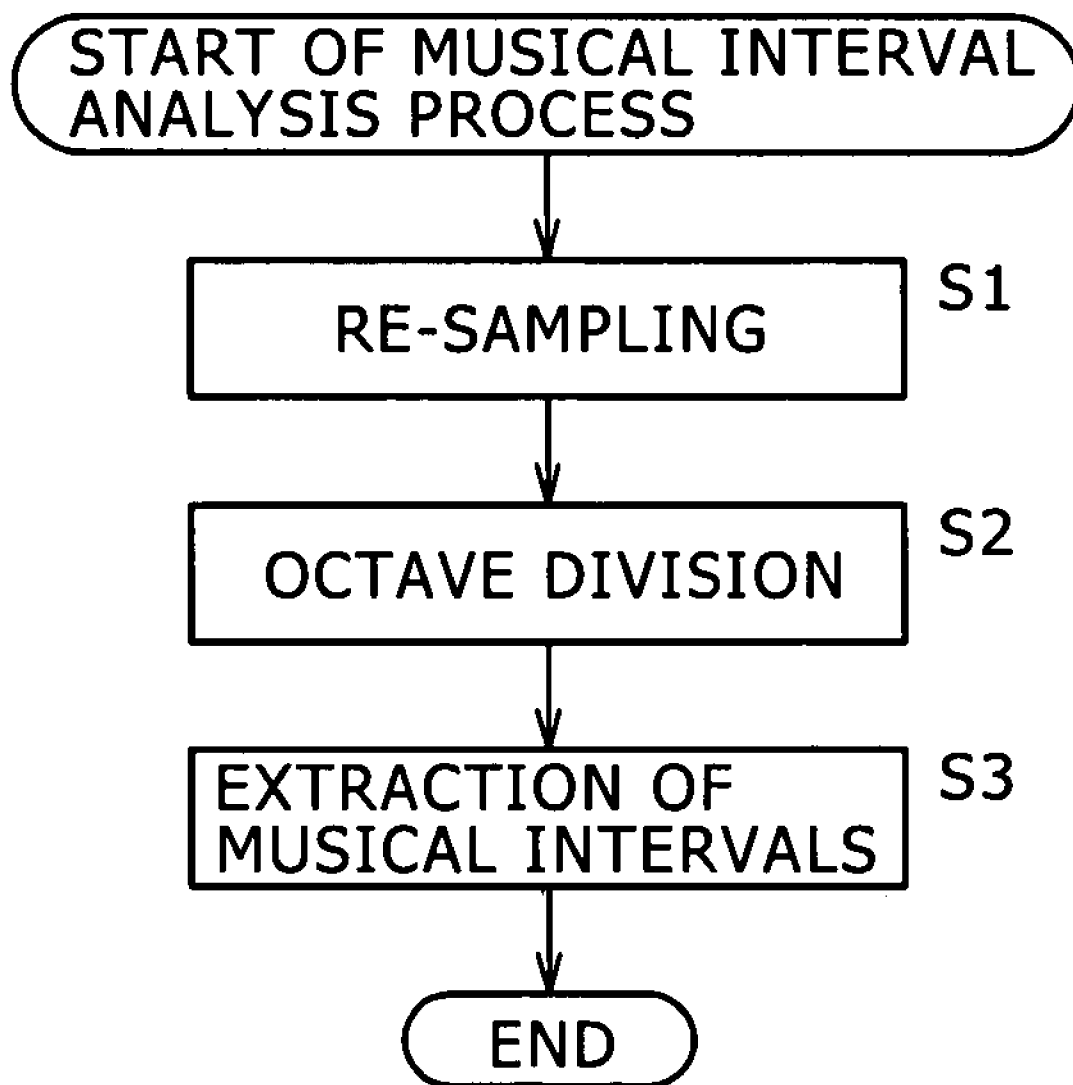 START OF MUSICAL INTERVAL
ANALYSIS PROCESS
RE-SAMPLING
S1
OCTAVE DIVISION
S2
EXTRACTION OF
MUSICAL INTERVALS
S3
END